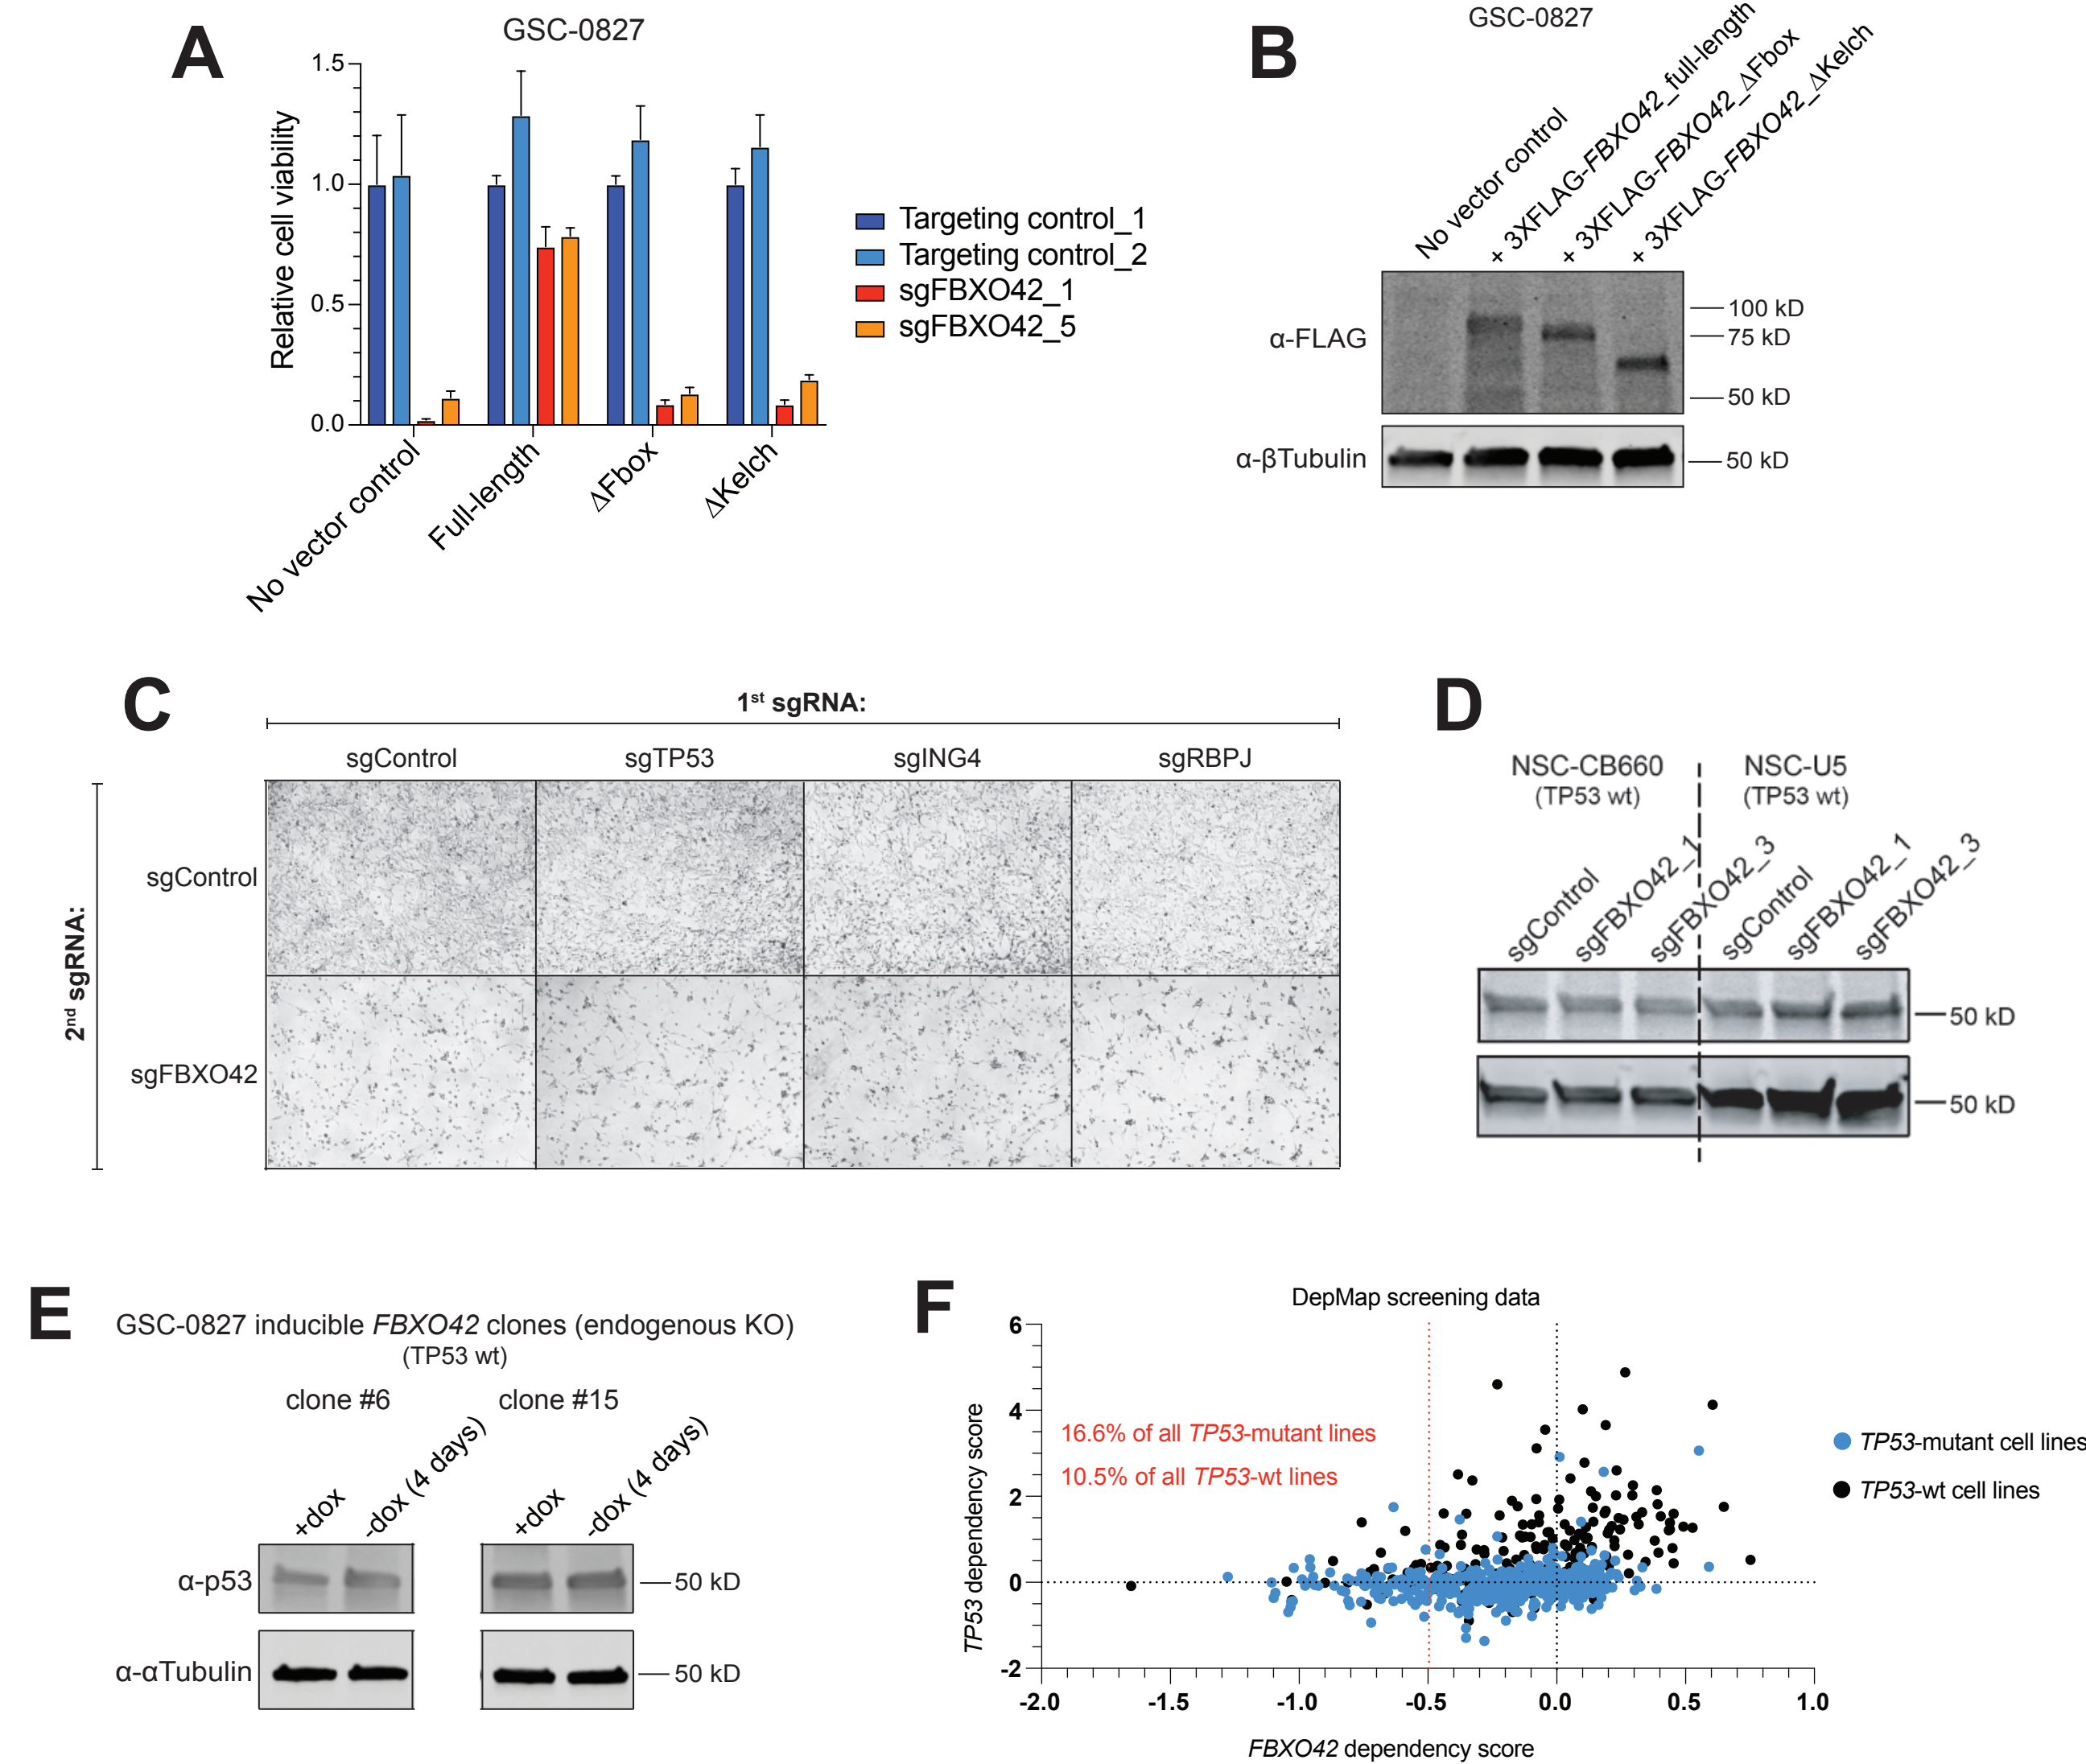 A
GSC-0827
Relative cell viability
1.5
1.0
0.5
0.0
No vector control
Full-length
ΔFbox
ΔKelch
Targeting control_1
Targeting control_2
sgFBXO42_1
sgFBXO42_5
B
GSC-0827
No vector control
+ 3XFLAG-FBXO42_full-length
+ 3XFLAG-FBXO42_ΔFbox
+ 3XFLAG-FBXO42_ΔKelch
α-FLAG
100 kD
75 kD
50 kD
α-βTubulin
50 kD
C
1st sgRNA:
sgControl
sgTP53
sgING4
sgRBPJ
2nd sgRNA:
sgControl
sgFBXO42
D
NSC-CB660
(TP53 wt)
NSC-U5
(TP53 wt)
sgControl
sgFBXO42_1
sgFBXO42_3
sgControl
sgFBXO42_1
sgFBXO42_3
50 kD
50 kD
E
GSC-0827 inducible FBXO42 clones (endogenous KO)
(TP53 wt)
clone #6
clone #15
+dox
-dox (4 days)
+dox
-dox (4 days)
α-p53
50 kD
α-αTubulin
50 kD
F
DepMap screening data
TP53 dependency score
6
4
2
0
-2
16.6% of all TP53-mutant lines
10.5% of all TP53-wt lines
TP53-mutant cell lines
TP53-wt cell lines
-2.0
-1.5
-1.0
-0.5
0.0
0.5
1.0
FBXO42 dependency score